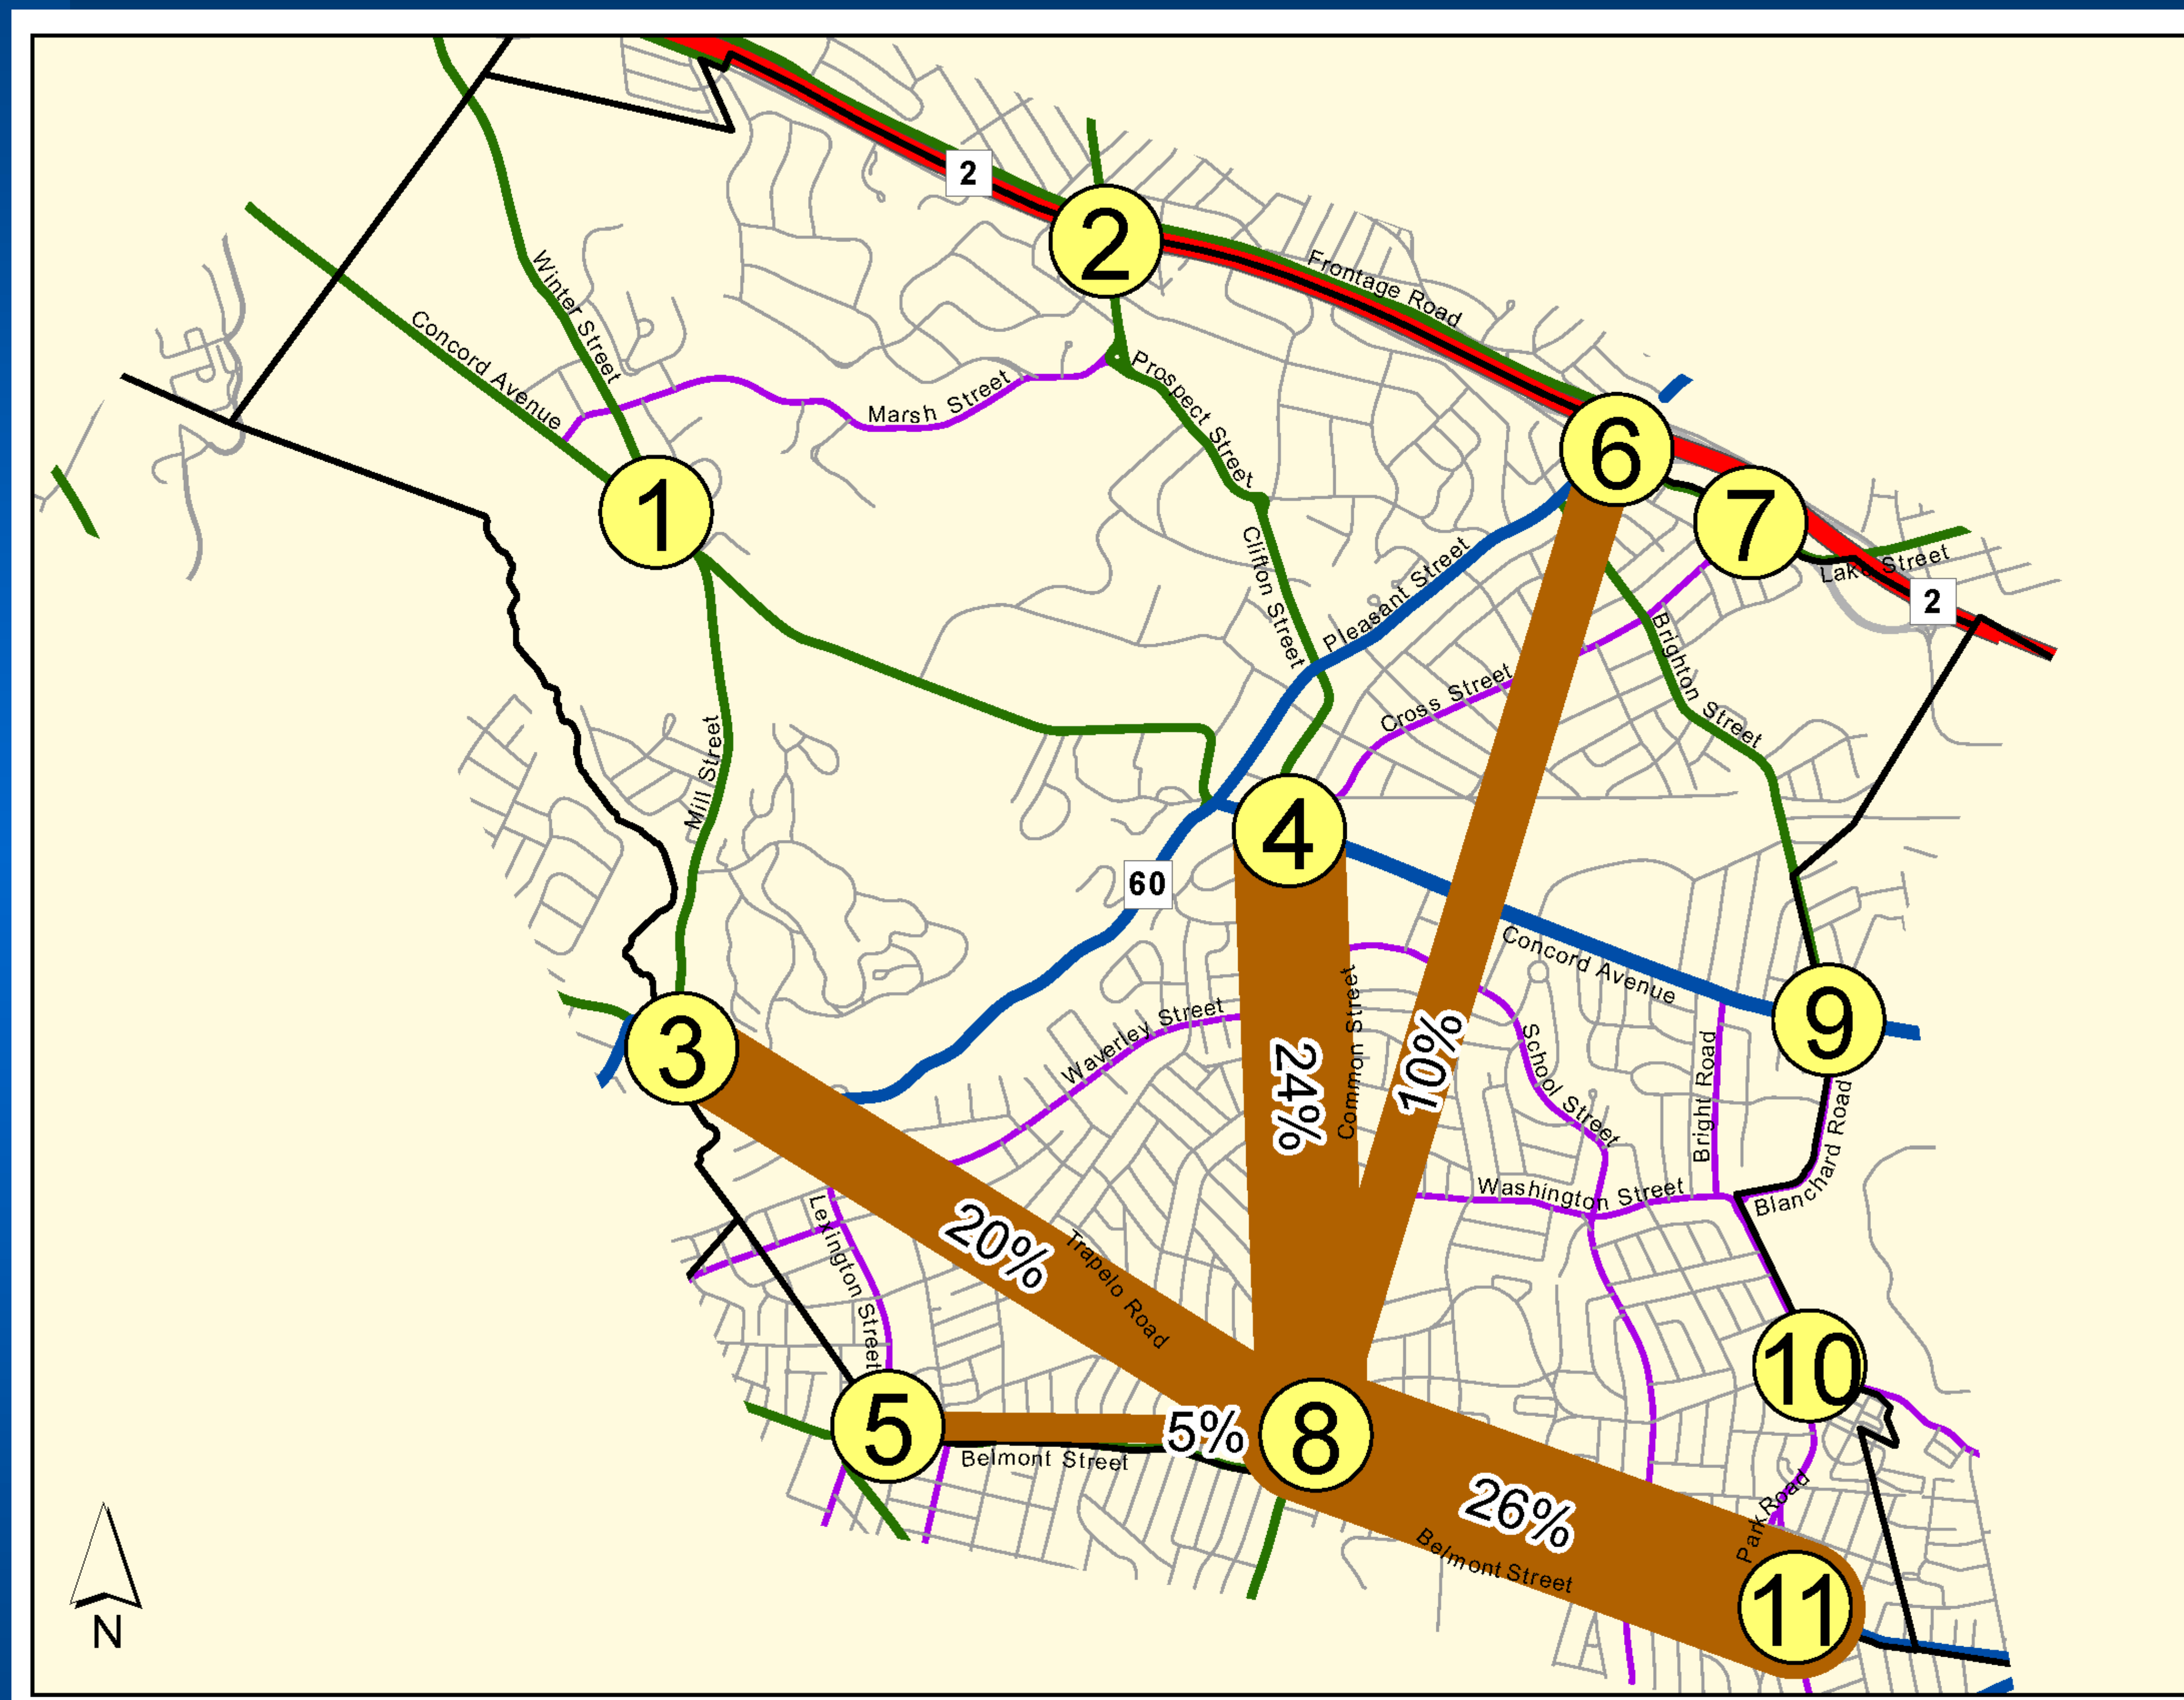 2
2
Frontage Road
Winter Street
Concord Avenue
Marsh Street
Prospect Street
6
1
7
Lake Street
2
Clifton Street
Pleasant Street
Brighton Street
Cross Street
Mill Street
4
60
Concord Avenue
9
3
Waverley Street
Common Street
24%
10%
School Street
Bright Road
Blanchard Road
Washington Street
Lexington Street
20%
Trapelo Road
10
5
5%
8
Belmont Street
26%
Belmont Street
Park Road
11
N